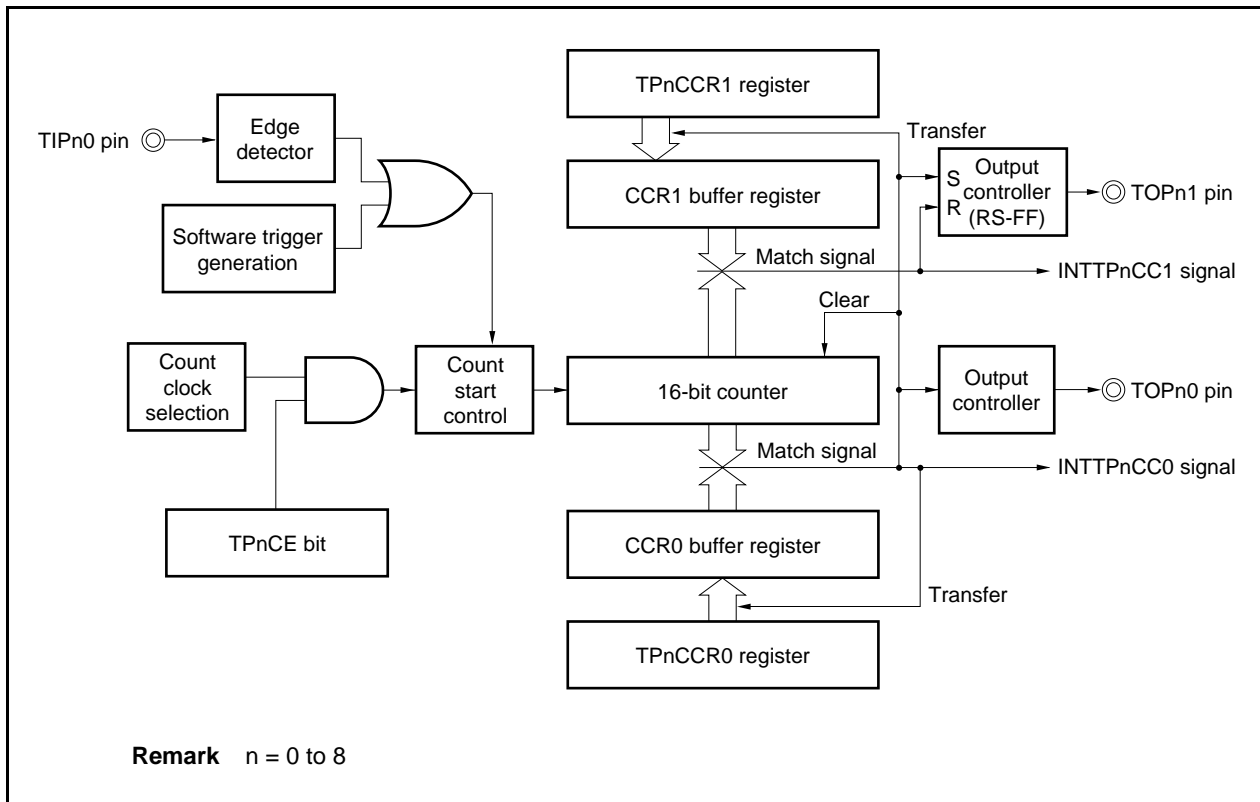 TPnCCR1 register
TIPn0 pin
Edge
detector
Transfer
S
R
Output
controller
(RS-FF)
TOPn1 pin
CCR1 buffer register
Software trigger
generation
Match signal
INTTPnCC1 signal
Clear
Count
clock
selection
Count
start
control
16-bit counter
Output
controller
TOPn0 pin
Match signal
INTTPnCC0 signal
TPnCE bit
CCR0 buffer register
Transfer
TPnCCR0 register
Remark n = 0 to 8